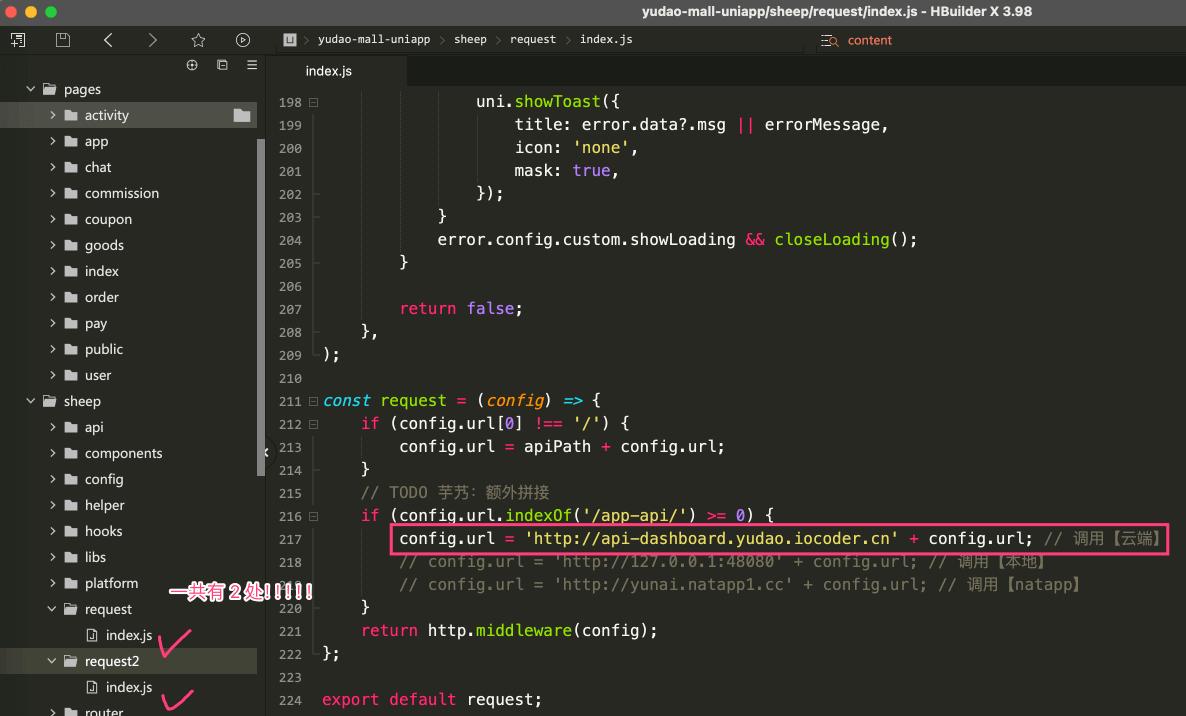 yudao-mall-uniapp/sheep/request/index.js - HBuilder X 3.98
yudao-mall-uniapp > sheep > request > index.js
content
index.js
pages
activity
app
chat
commission
coupon
goods
index
order
pay
public
user
sheep
api
components
config
helper
hooks
libs
platform
request
index.js
request2
index.js
router
一共有 2 处!!!!!
198 uni.showToast({
199 title: error.data?.msg || errorMessage,
200 icon: 'none',
201 mask: true,
202 });
203 }
204 error.config.custom.showLoading && closeLoading();
205 }
206
207 return false;
208 },
209 );
210
211 const request = (config) => {
212 if (config.url[0] !== '/') {
213 config.url = apiPath + config.url;
214 }
215 // TODO 芋艿：额外拼接
216 if (config.url.indexOf('/app-api/') >= 0) {
217 config.url = 'http://api-dashboard.yudao.iocoder.cn' + config.url; // 调用【云端】
218 // config.url = 'http://127.0.0.1:48080' + config.url; // 调用【本地】
219 // config.url = 'http://yunai.natapp1.cc' + config.url; // 调用【natapp】
220 }
221 return http.middleware(config);
222 };
223
224 export default request;